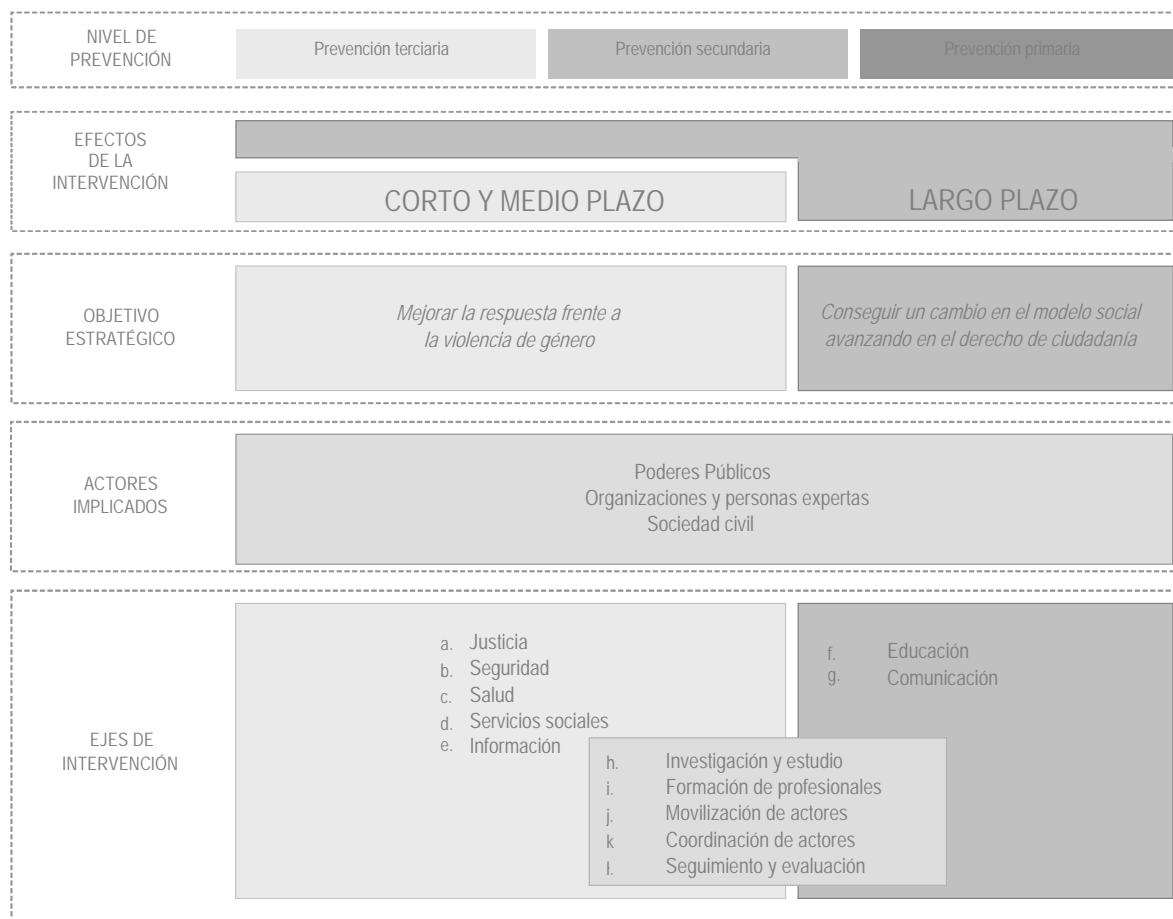 NIVEL DE
PREVENCIÓN
Prevención terciaria
Prevención secundaria
Prevención primaria
EFECTOS
DE LA
INTERVENCIÓN
CORTO Y MEDIO PLAZO
LARGO PLAZO
OBJETIVO
ESTRATÉGICO
Mejorar la respuesta frente a
la violencia de género
Conseguir un cambio en el modelo social
avanzando en el derecho de ciudadanía
ACTORES
IMPLICADOS
Poderes Públicos
Organizaciones y personas expertas
Sociedad civil
EJES DE
INTERVENCIÓN
a. Justicia
b. Seguridad
c. Salud
d. Servicios sociales
e. Información
f. Educación
g. Comunicación
h. Investigación y estudio
i. Formación de profesionales
j. Movilización de actores
k Coordinación de actores
l. Seguimiento y evaluación